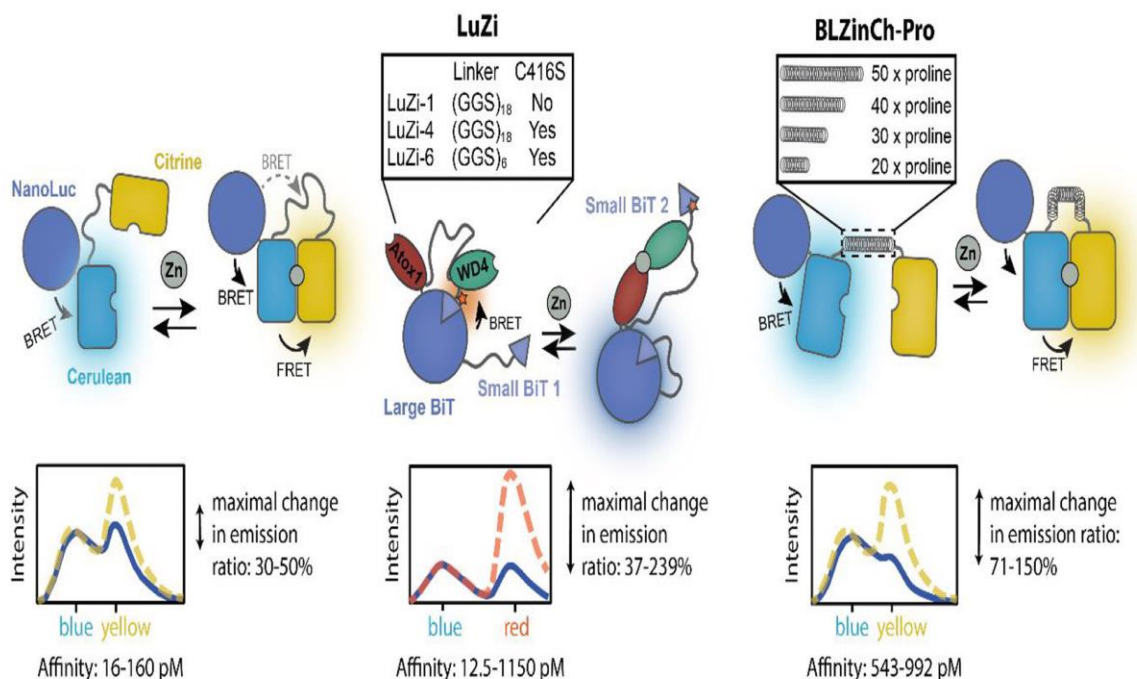 LuZi
Linker C416S
LuZi-1 (GGS)18 No
LuZi-4 (GGS)18 Yes
LuZi-6 (GGS)6 Yes
BLZinCh-Pro
50 x proline
40 x proline
30 x proline
20 x proline
NanoLuc
Citrine
BRET
Zn
BRET
BRET
FRET
Cerulean
Atox1
WD4
BRET
Zn
Small BiT 2
Large BiT
Small BiT 1
BRET
Zn
FRET
Intensity
maximal change
in emission
ratio: 30-50%
blue yellow
Affinity: 16-160 pM
Intensity
maximal change
in emission
ratio: 37-239%
blue red
Affinity: 12.5-1150 pM
Intensity
maximal change
in emission ratio:
71-150%
blue yellow
Affinity: 543-992 pM